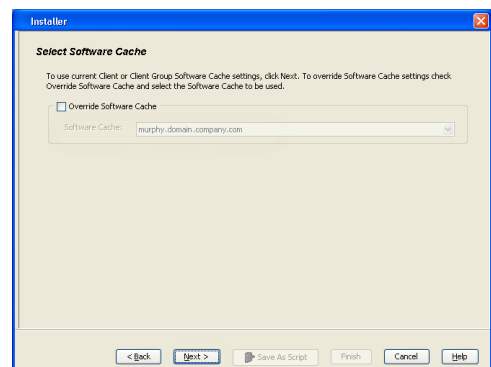 Installer
Select Software Cache
To use current Client or Client Group Software Cache settings, click Next. To override Software Cache settings check
Override Software Cache and select the Software Cache to be used.
Override Software Cache
Software Cache: murphy.domain.company.com
< Back Next > Save As Script Finish Cancel Help